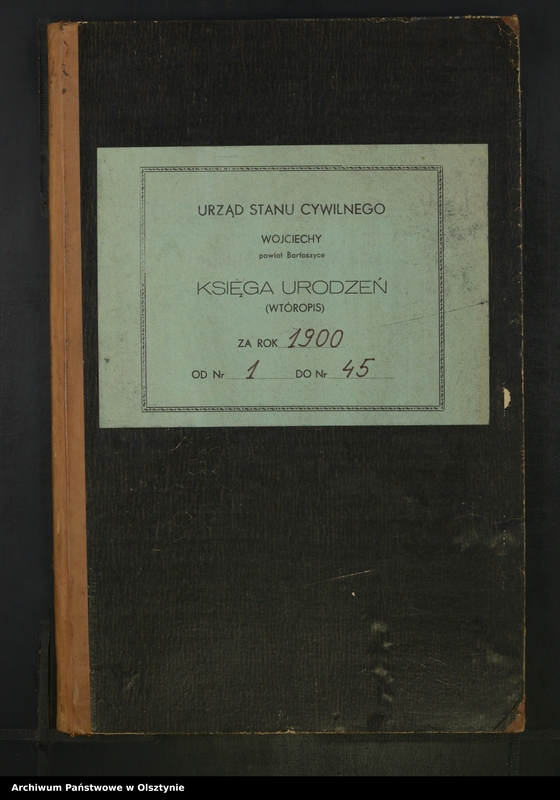 URZĄD STANU CYWILNEGO
WOJCIECHY
powiat Bartoszyce
KSIĘGA URODZEŃ
(WTÓROPIS)
ZA ROK 1900
OD Nr 1 DO Nr 45
Archiwum Państwowe w Olsztynie